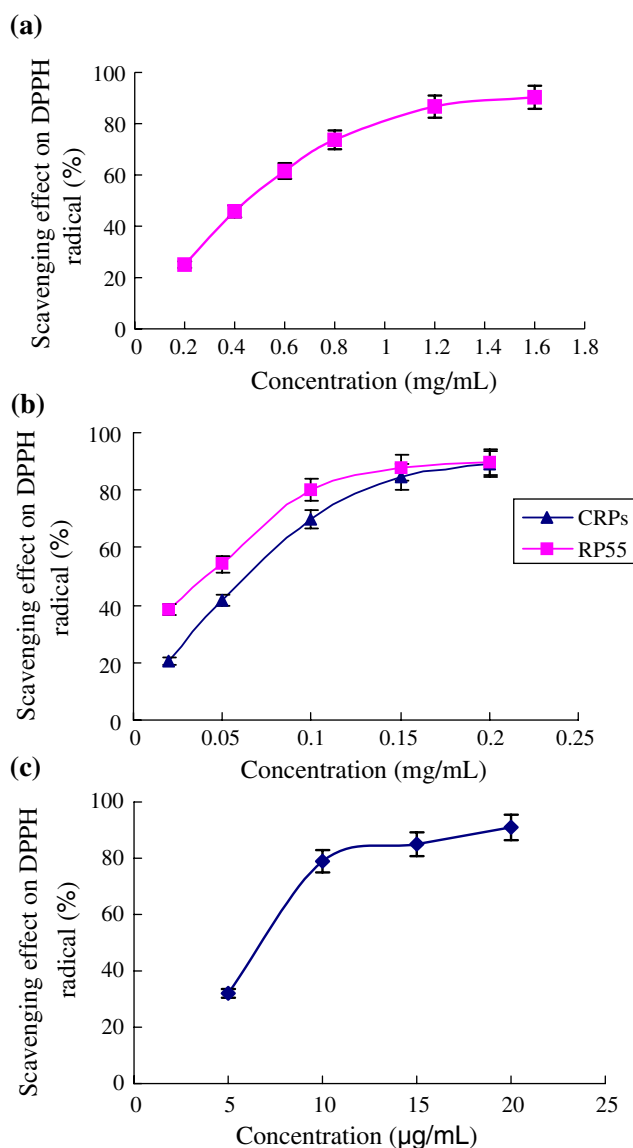 (a)
Scavenging effect on DPPH
radical (%)
100
80
60
40
20
0
0 0.2 0.4 0.6 0.8 1 1.2 1.4 1.6 1.8
Concentration (mg/mL)
(b)
Scavenging effect on DPPH
radical (%)
100
80
60
40
20
0
0 0.05 0.1 0.15 0.2 0.25
Concentration (mg/mL)
CRPs
RP55
(c)
Scavenging effect on DPPH
radical (%)
100
80
60
40
20
0
0 5 10 15 20 25
Concentration (µg/mL)